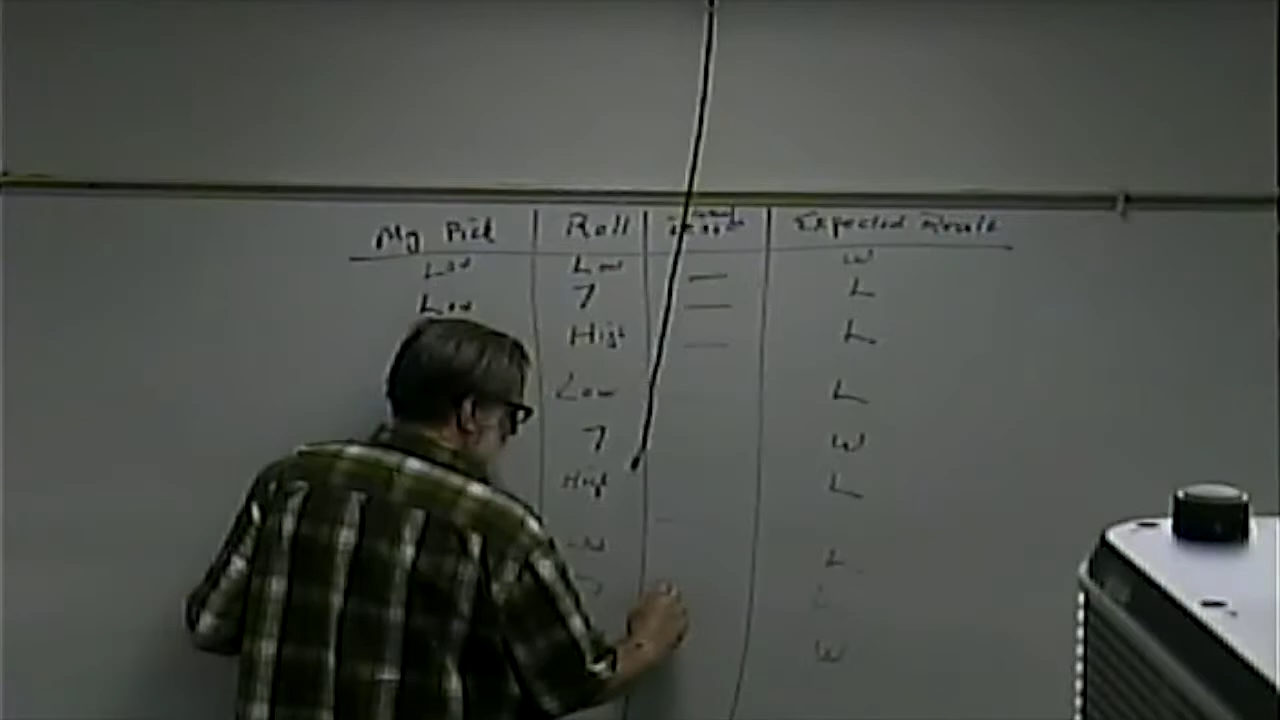 My Pick Roll Expected Result
Low Low W
Low 7 L
High L
Low L
7 W
High L
L
W